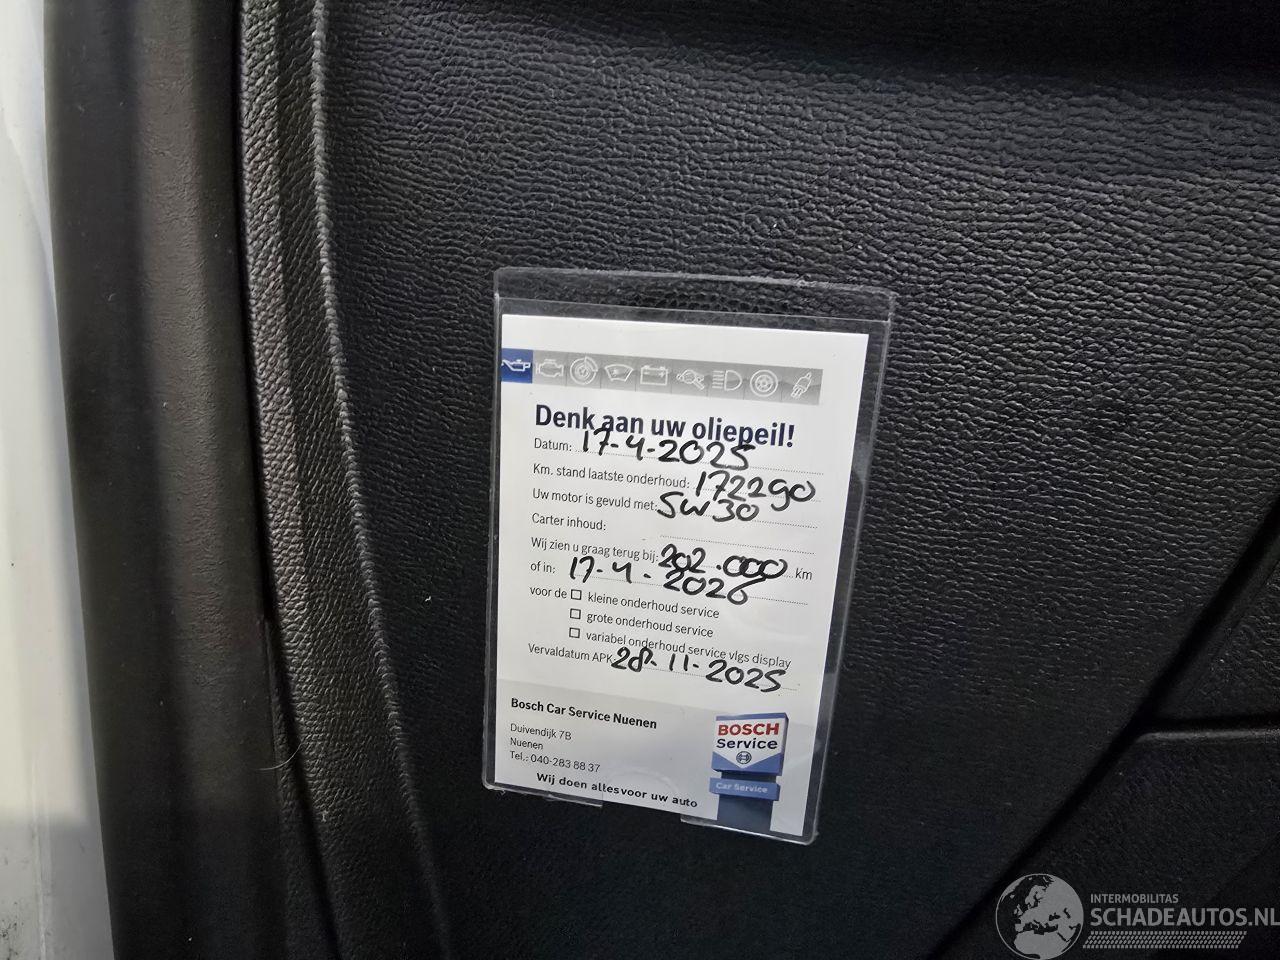 Denk aan uw oliepeil!
Datum: 17-4-2025
Km. stand laatste onderhoud: 172290
Uw motor is gevuld met: 5W30
Carter inhoud:
Wij zien u graag terug bij: 202.000 Km
of in: 17-4-2026
voor de □ kleine onderhoud service
□ grote onderhoud service
□ variabel onderhoud service vlgs display
Vervaldatum APK: 28-11-2025
Bosch Car Service Nuenen
Duivendijk 7B
Nuenen
Tel.: 040-283 88 37
Wij doen alles voor uw auto
BOSCH
Service
Car Service
INTERMOBILITAS
SCHADEAUTOS.NL